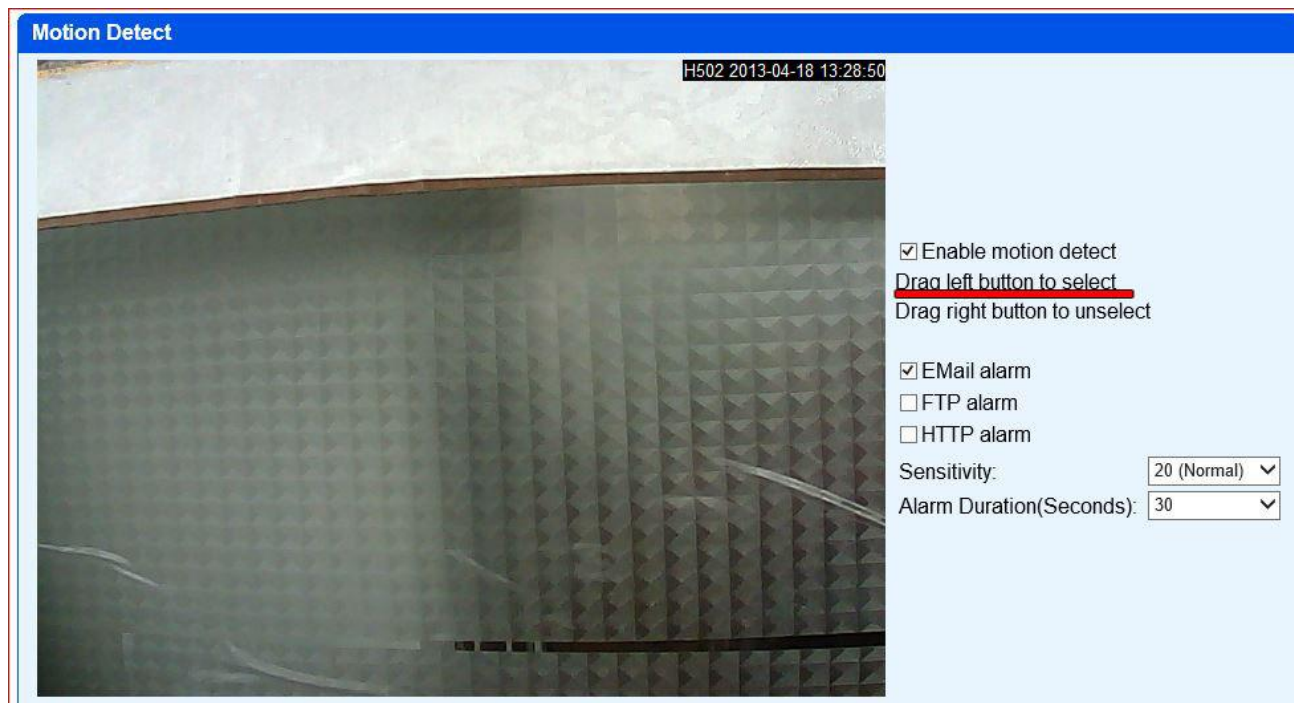 Motion Detect
H502 2013-04-18 13:28:50
Enable motion detect
Drag left button to select
Drag right button to unselect
EMail alarm
FTP alarm
HTTP alarm
Sensitivity: 20 (Normal)
Alarm Duration(Seconds): 30